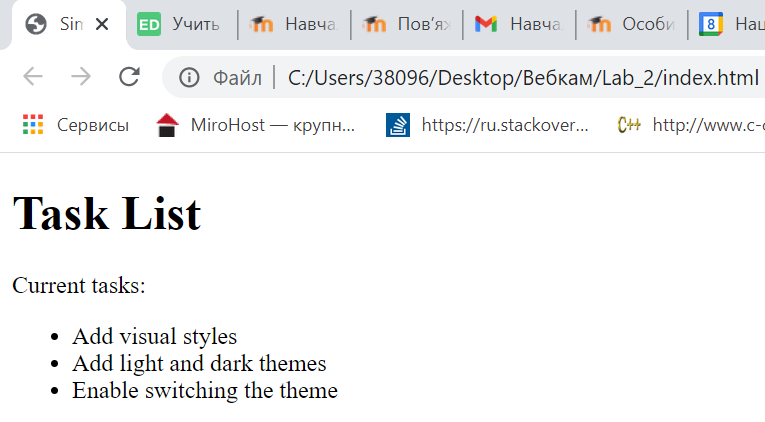 Sin Учить Навча. Пов'яж Навча. Особи Наш
Файл C:/Users/38096/Desktop/Вебкам/Lab_2/index.html
Сервисы MiroHost — крупн... https://ru.stackover... C++ http://www.c-c
Task List
Current tasks:
• Add visual styles
• Add light and dark themes
• Enable switching the theme